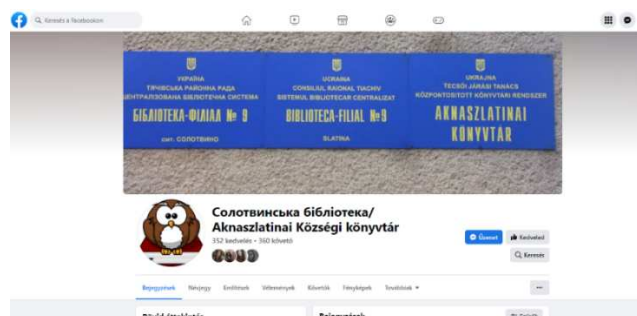 Keresés a Facebookon
УКРАЇНА
ТЯЧІВСЬКА РАЙОННА РАДА
ЦЕНТРАЛІЗОВАНА БІБЛІОТЕЧНА СИСТЕМА
БІБЛІОТЕКА-ФІЛІАЛ № 9
смт. СОЛОТВИНО
UCRAINA
CONSILIUL RAIONAL TIACHIV
SISTEMUL BIBLIOTECAR CENTRALIZAT
BIBLIOTECA-FILIAL №9
SLATINA
UKRAJNA
TÉCSŐI JÁRÁSI TANÁCS
KÖZPONTOSÍTOTT KÖNYVTÁRI RENDSZER
AKNASZLATINAI
KÖNYVTÁR
Солотвинська бібліотека/
Aknaszlatinai Községi könyvtár
352 kedvelés • 360 követő
Üzenet
Kedveled
Keresés
Bejegyzések Névjegy Említések Vélemények Követők Fényképek Továbbiak
Bejegyzések